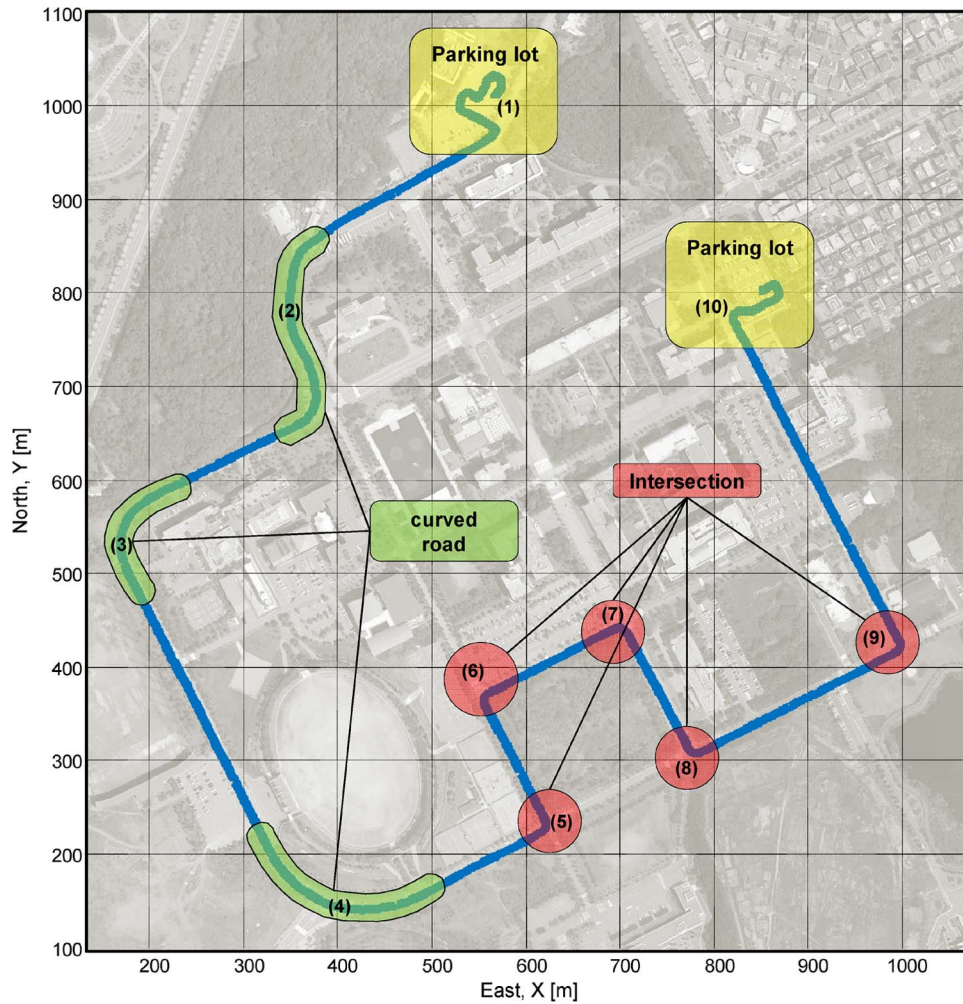 1100
1000
900
800
700
600
500
400
300
200
100
North, Y [m]
Parking lot
(1)
Parking lot
(10)
(2)
(3)
curved
road
Intersection
(7)
(6)
(9)
(8)
(5)
(4)
200 300 400 500 600 700 800 900 1000
East, X [m]